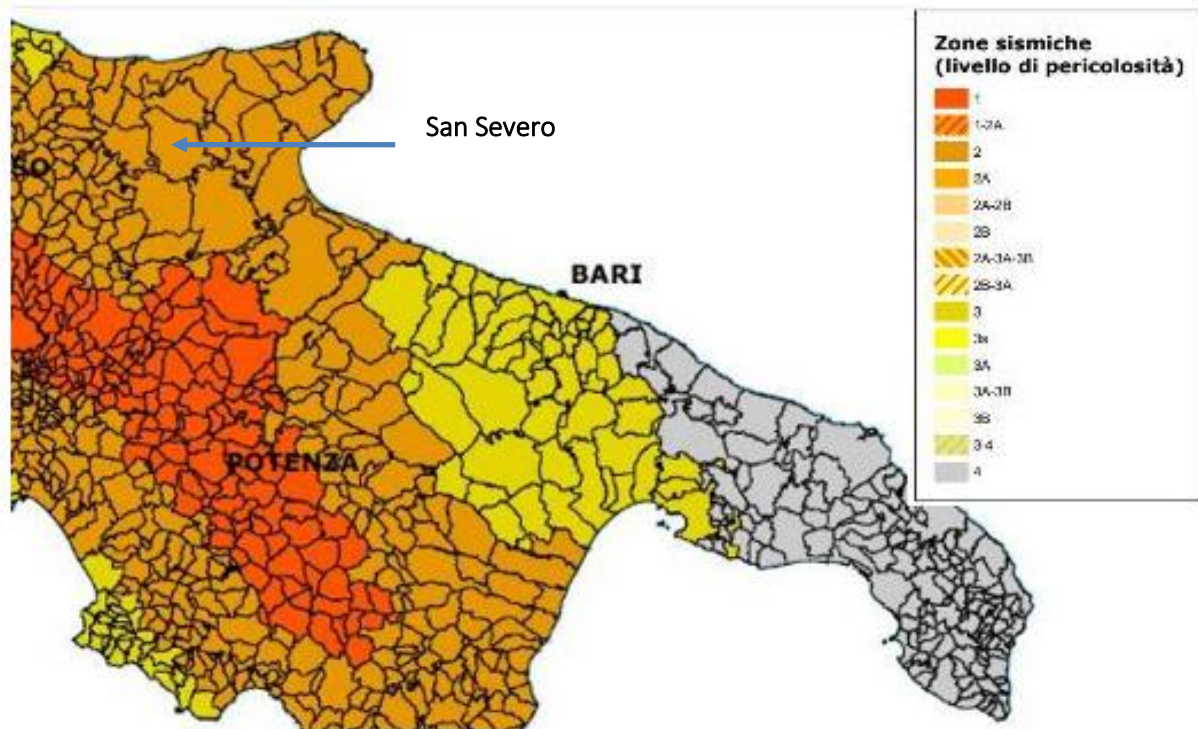 San Severo
SO
BARI
POTENZA
Zone sismiche
(livello di pericolosità)
1
1-2A
2
2A
2A-2B
2B
2A-3A-3B
2B-3A
3
3s
3A
3A-3B
3B
3-4
4